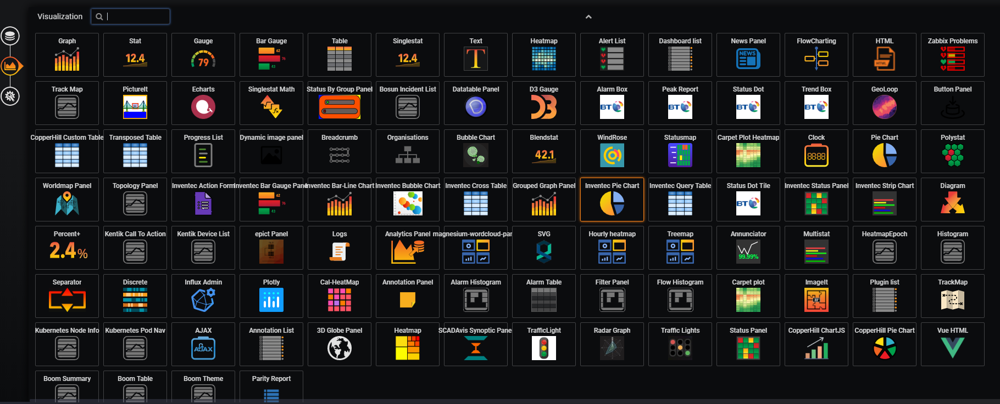 Visualization
Graph Stat Gauge Bar Gauge Table Singlestat Text Heatmap Alert List Dashboard list News Panel FlowCharting HTML Zabbix Problems
12.4 79 62 76 43 12.4 T NEWS HTML
Track Map PictureIt Echarts Singlestat Math Status By Group Panel Bosun Incident List Datatable Panel D3 Gauge Alarm Box Peak Report Status Dot Trend Box GeoLoop Button Panel
D3 BT BT BT BT
CopperHill Custom Table Transposed Table Progress List Dynamic image panel Breadcrumb Organisations Bubble Chart Blendstat WindRose Statusmap Carpet Plot Heatmap Clock Pie Chart Polystat
42.1 88:88
Worldmap Panel Topology Panel Inventec Action Form Inventec Bar Gauge Pane Inventec Bar-Line Chart Inventec Bubble Chart Inventec Cross Table Grouped Graph Panel Inventec Pie Chart Inventec Query Table Status Dot Tile Inventec Status Panel Inventec Strip Chart Diagram
62 76 43 BT
Percent+ Kentik Call To Action Kentik Device List epict Panel Logs Analytics Panel magnesium-wordcloud-par SVG Hourly heatmap Treemap Annunciator Multistat HeatmapEpoch Histogram
2.4% 99.99%
Separator Discrete Influx Admin Plotly Cal-HeatMap Annotation Panel Alarm Histogram Alarm Table Filter Panel Flow Histogram Carpet plot ImageIt Plugin list TrackMap
Kubernetes Node Info Kubernetes Pod Nav AJAX Annotation List 3D Globe Panel Heatmap SCADAvis Synoptic Pane TrafficLight Radar Graph Traffic Lights Status Panel CopperHill ChartJS CopperHill Pie Chart Vue HTML
AJAX
Boom Summary Boom Table Boom Theme Parity Report